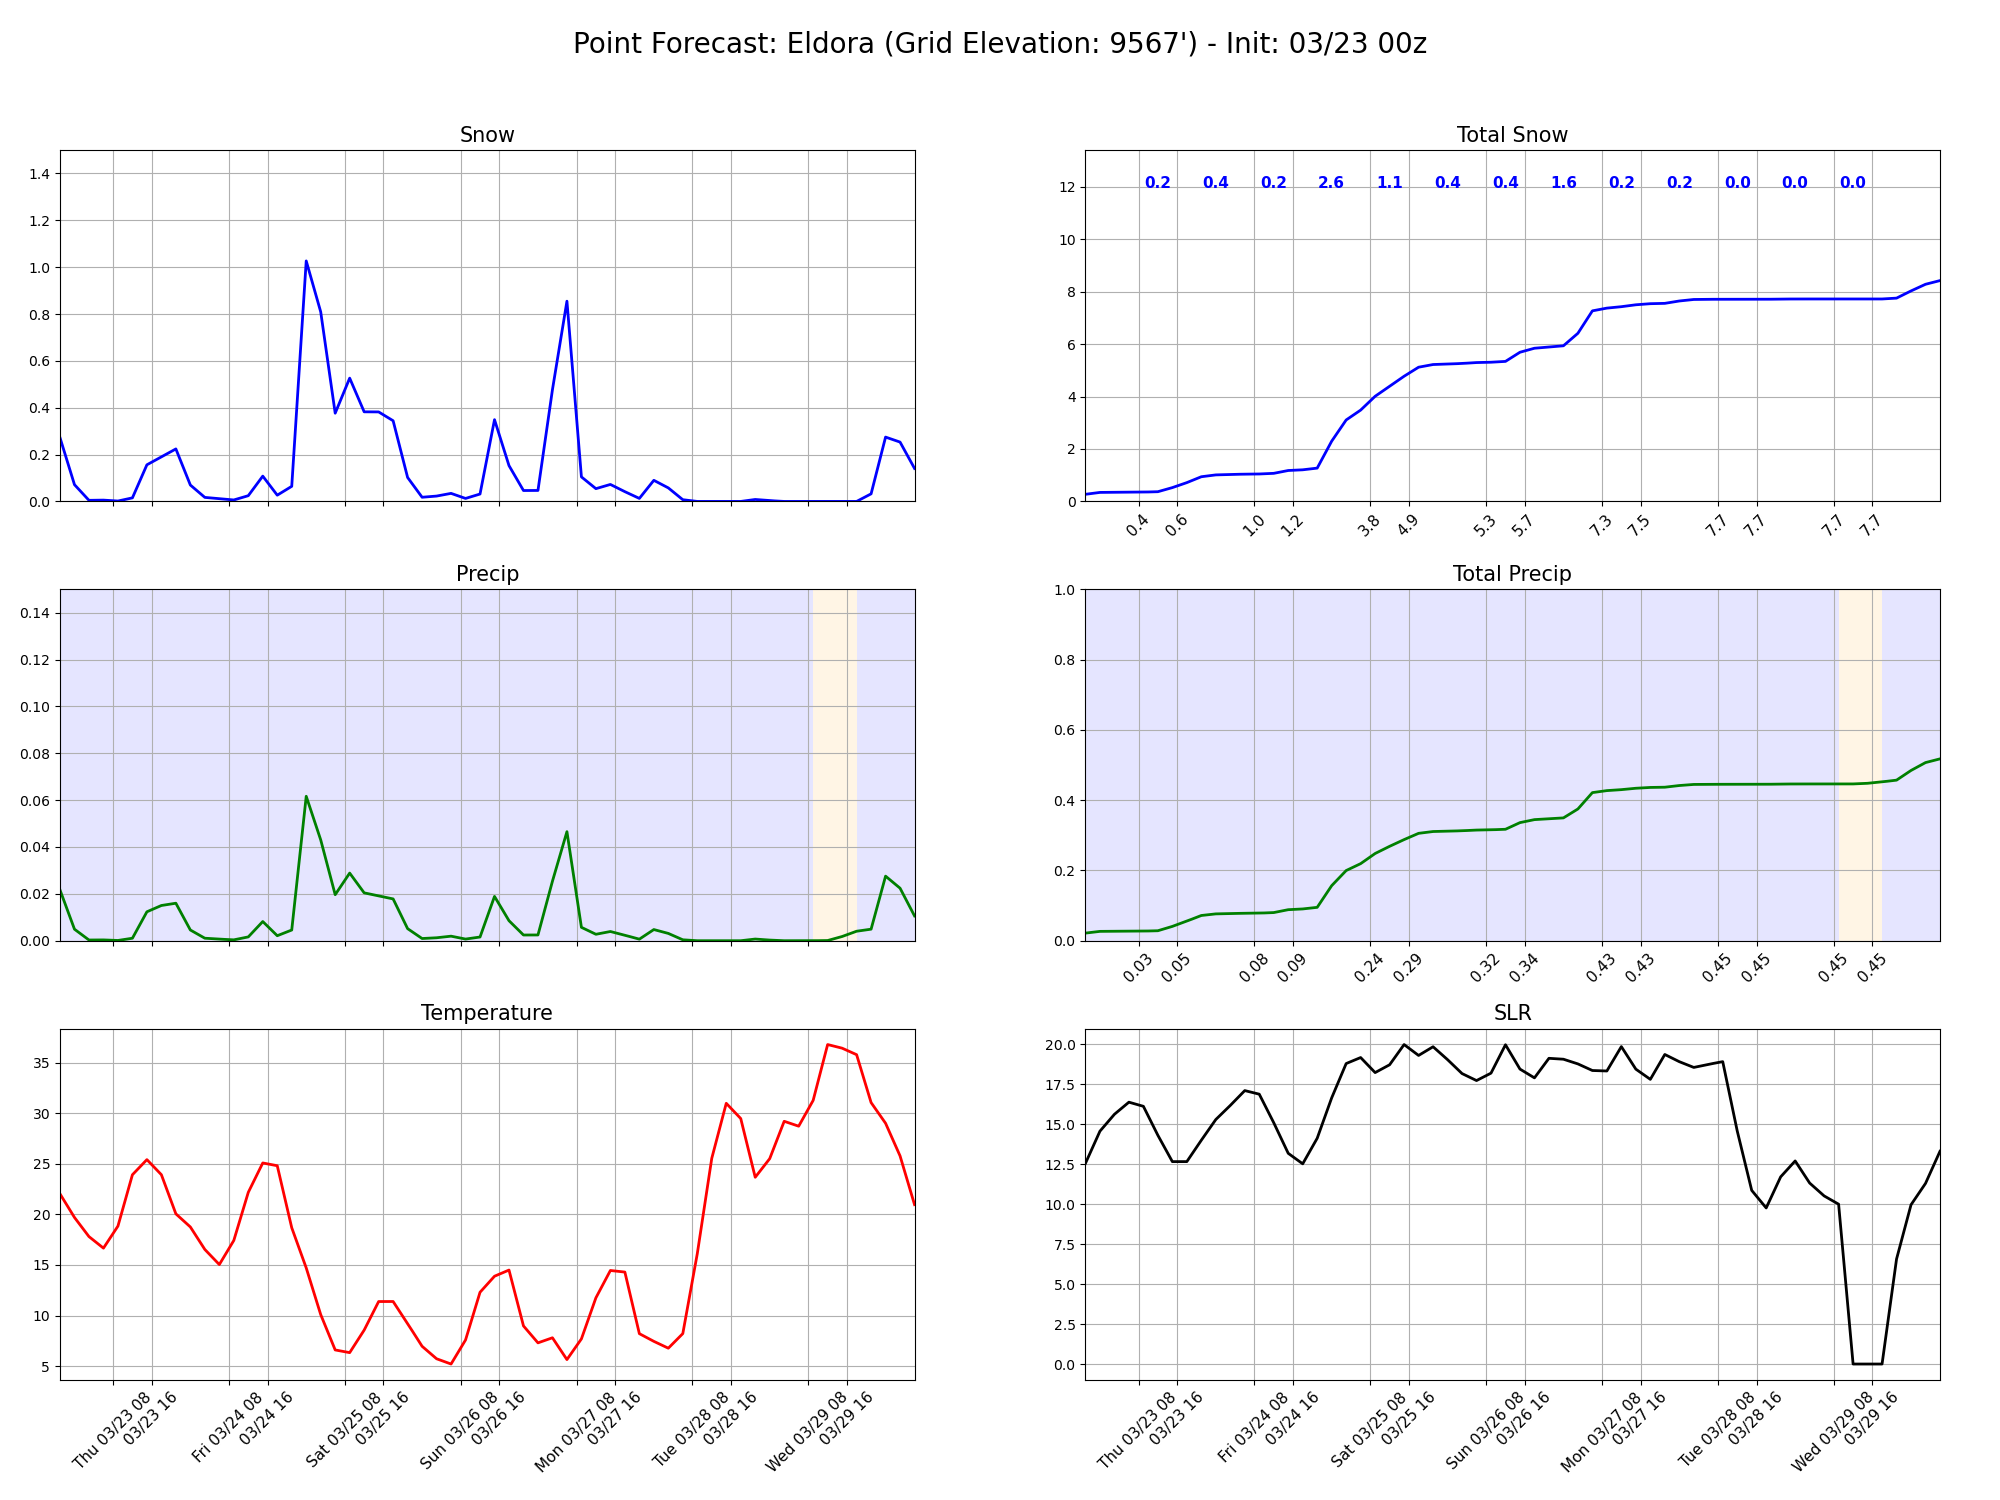 Point Forecast: Eldora (Grid Elevation: 9567') - Init: 03/23 00z
Snow
1.4
1.2
1.0
0.8
0.6
0.4
0.2
0.0
Total Snow
12
10
8
6
4
2
0
0.2 0.4 0.2 2.6 1.1 0.4 0.4 1.6 0.2 0.2 0.0 0.0 0.0
0.4 0.6 1.0 1.2 3.8 4.9 5.3 5.7 7.3 7.5 7.7 7.7 7.7 7.7
Precip
0.14
0.12
0.10
0.08
0.06
0.04
0.02
0.00
Total Precip
1.0
0.8
0.6
0.4
0.2
0.0
0.03 0.05 0.08 0.09 0.24 0.29 0.32 0.34 0.43 0.43 0.45 0.45 0.45 0.45
Temperature
35
30
25
20
15
10
5
Thu 03/23 08
03/23 16
Fri 03/24 08
03/24 16
Sat 03/25 08
03/25 16
Sun 03/26 08
03/26 16
Mon 03/27 08
03/27 16
Tue 03/28 08
03/28 16
Wed 03/29 08
03/29 16
SLR
20.0
17.5
15.0
12.5
10.0
7.5
5.0
2.5
0.0
Thu 03/23 08
03/23 16
Fri 03/24 08
03/24 16
Sat 03/25 08
03/25 16
Sun 03/26 08
03/26 16
Mon 03/27 08
03/27 16
Tue 03/28 08
03/28 16
Wed 03/29 08
03/29 16